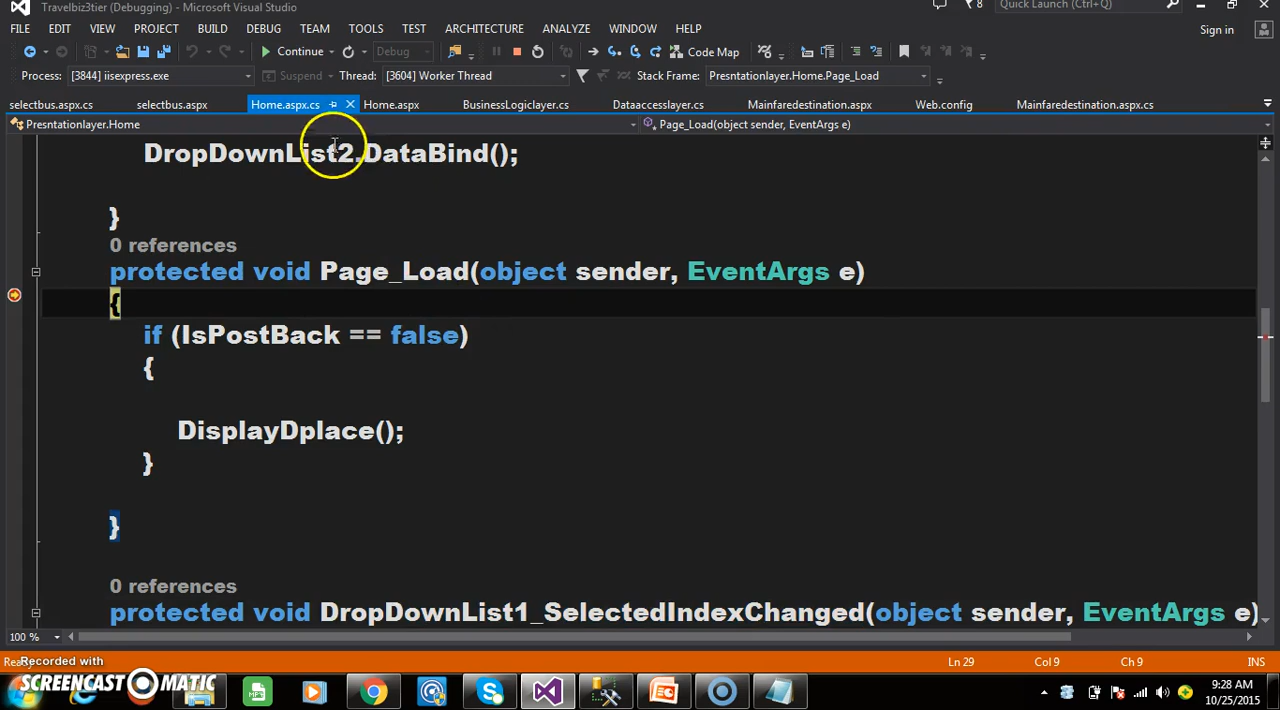 Travelbiz3tier (Debugging) - Microsoft Visual Studio
8
Quick Launch (Ctrl+Q)
FILE EDIT VIEW PROJECT BUILD DEBUG TEAM TOOLS TEST ARCHITECTURE ANALYZE WINDOW HELP
Sign in
Continue Debug Code Map
Process: [3844] iisexpress.exe Suspend Thread: [3604] Worker Thread Stack Frame: Presntationlayer.Home.Page_Load
selectbus.aspx.cs selectbus.aspx Home.aspx.cs Home.aspx BusinessLogiclayer.cs Dataaccesslayer.cs Mainfaredestination.aspx Web.config Mainfaredestination.aspx.cs
Presntationlayer.Home Page_Load(object sender, EventArgs e)
DropDownList2.DataBind();
}
0 references
protected void Page_Load(object sender, EventArgs e)
{
if (IsPostBack == false)
{
DisplayDplace();
}
}
0 references
protected void DropDownList1_SelectedIndexChanged(object sender, EventArgs e)
100 %
Ln 29 Col 9 Ch 9 INS
Recorded with
SCREENCAST MATIC
MP3
9:28 AM
10/25/2015